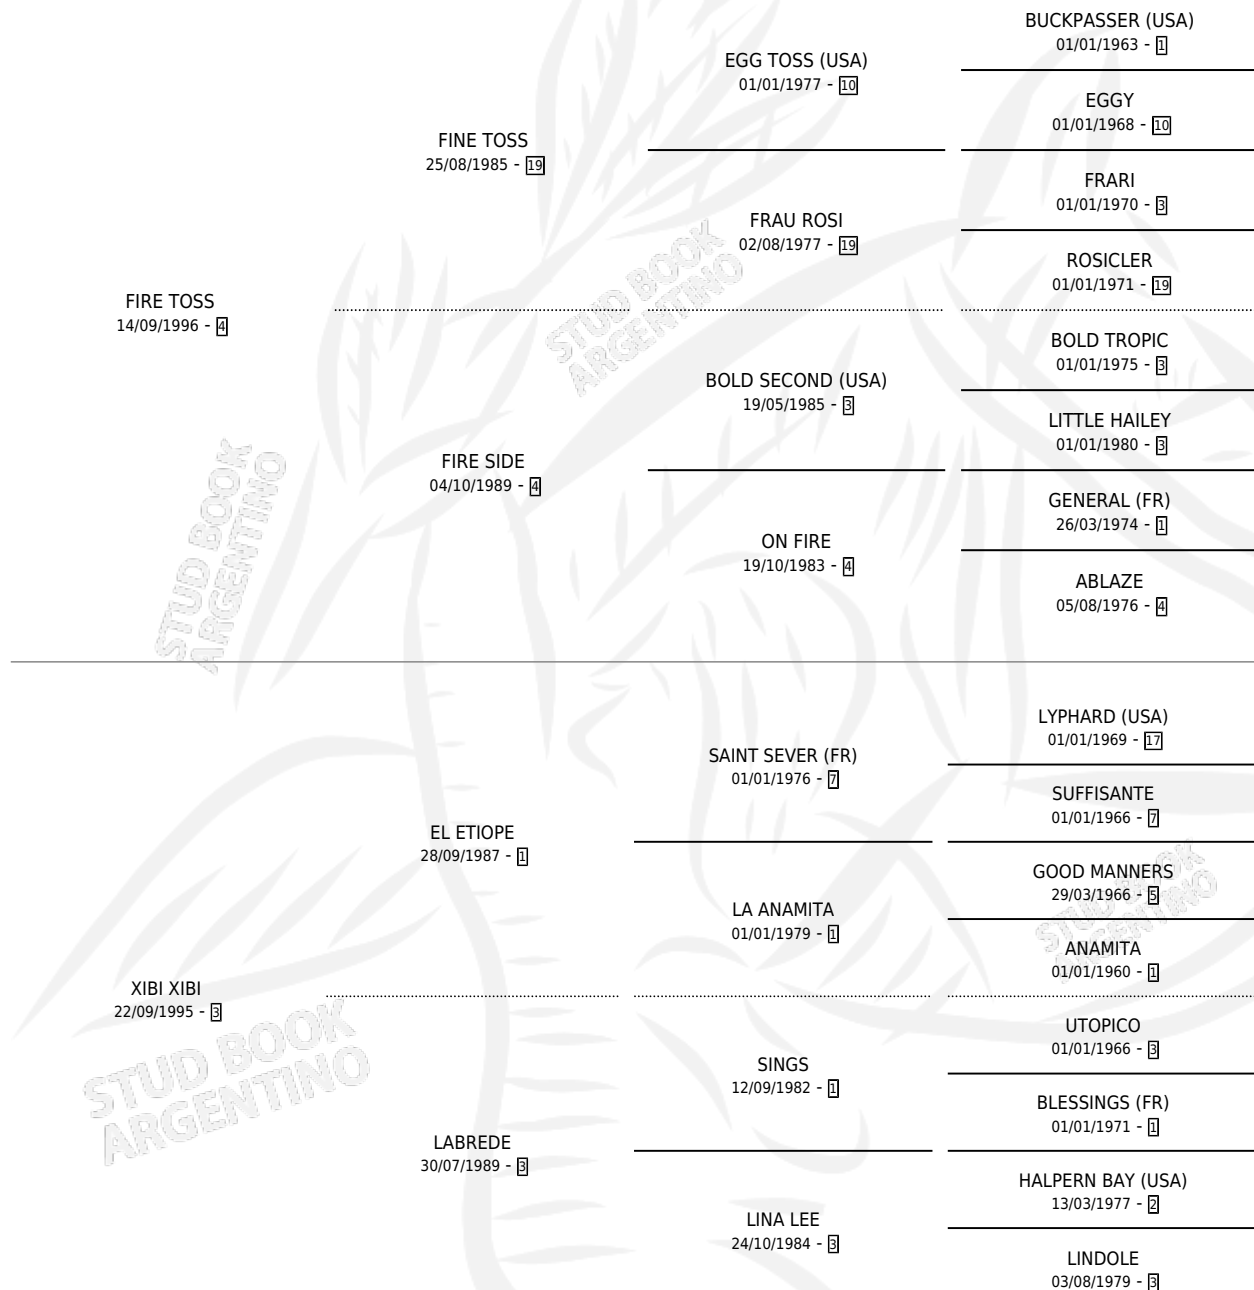 BUCKPASSER (USA)
01/01/1963 - 1
EGG TOSS (USA)
01/01/1977 - 10
EGGY
01/01/1968 - 10
FINE TOSS
25/08/1985 - 19
FRARI
01/01/1970 - 3
FRAU ROSI
02/08/1977 - 19
ROSICLER
01/01/1971 - 19
FIRE TOSS
14/09/1996 - 4
STUD BOOK
ARGENTINO
BOLD TROPIC
01/01/1975 - 3
BOLD SECOND (USA)
19/05/1985 - 3
LITTLE HAILEY
01/01/1980 - 3
FIRE SIDE
04/10/1989 - 4
GENERAL (FR)
26/03/1974 - 1
ON FIRE
19/10/1983 - 4
ABLAZE
05/08/1976 - 4
STUD BOOK
ARGENTINO
LYPHARD (USA)
01/01/1969 - 17
SAINT SEVER (FR)
01/01/1976 - 7
SUFFISANTE
01/01/1966 - 7
EL ETIOPE
28/09/1987 - 1
GOOD MANNERS
29/03/1966 - 5
LA ANAMITA
01/01/1979 - 1
STUD BOOK
ARGENTINO
ANAMITA
01/01/1960 - 1
XIBI XIBI
22/09/1995 - 3
UTOPICO
01/01/1966 - 3
SINGS
12/09/1982 - 1
BLESSINGS (FR)
01/01/1971 - 1
STUD BOOK
ARGENTINO
LABREDE
30/07/1989 - 3
HALPERN BAY (USA)
13/03/1977 - 2
LINA LEE
24/10/1984 - 3
LINDOLE
03/08/1979 - 3